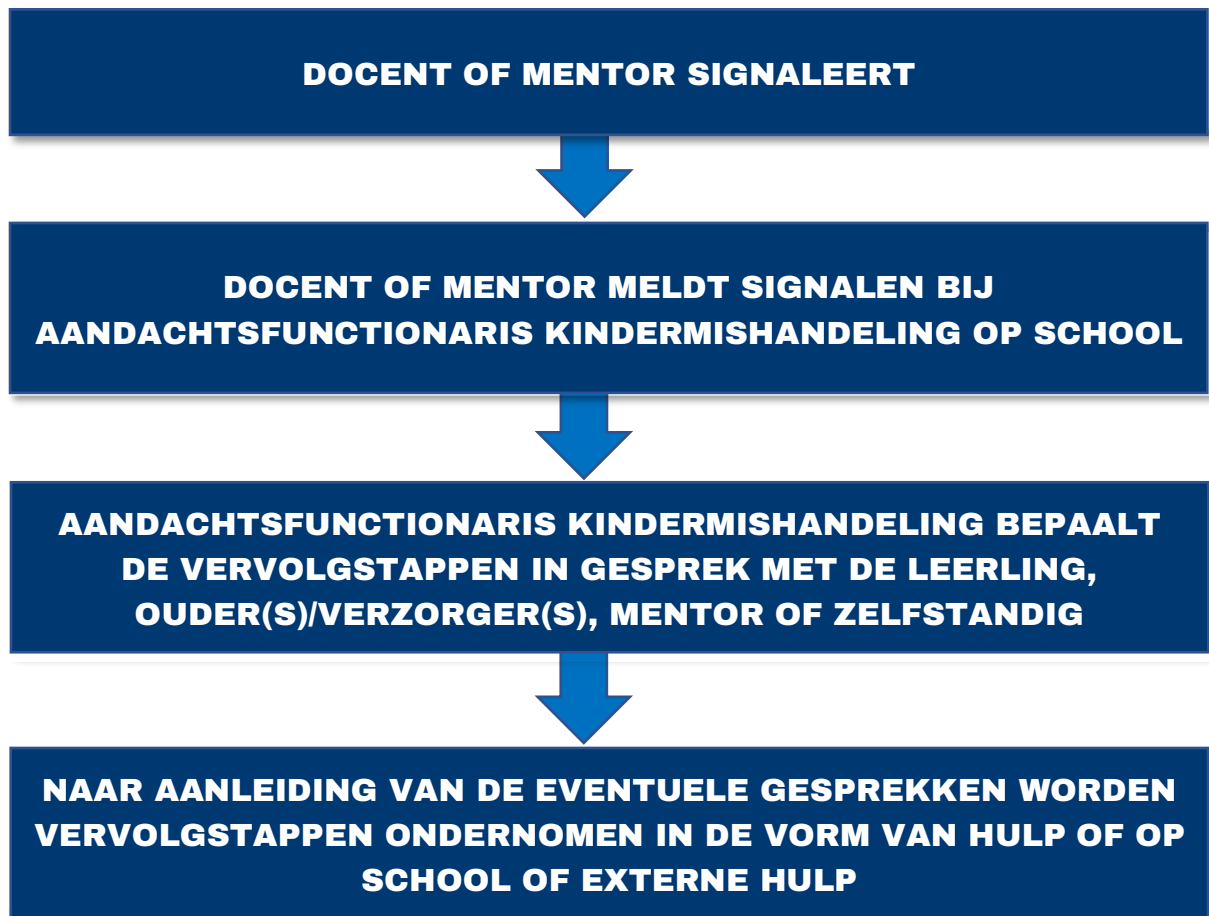 DOCENT OF MENTOR SIGNALEERT
DOCENT OF MENTOR MELDT SIGNALEN BIJ
AANDACHTSFUNCTIONARIS KINDERMISHANDELING OP SCHOOL
AANDACHTSFUNCTIONARIS KINDERMISHANDELING BEPAALT
DE VERVOLGSTAPPEN IN GESPREK MET DE LEERLING,
OUDER(S)/VERZORGER(S), MENTOR OF ZELFSTANDIG
NAAR AANLEIDING VAN DE EVENTUELE GESPREKKEN WORDEN
VERVOLGSTAPPEN ONDERNOMEN IN DE VORM VAN HULP OF OP
SCHOOL OF EXTERNE HULP